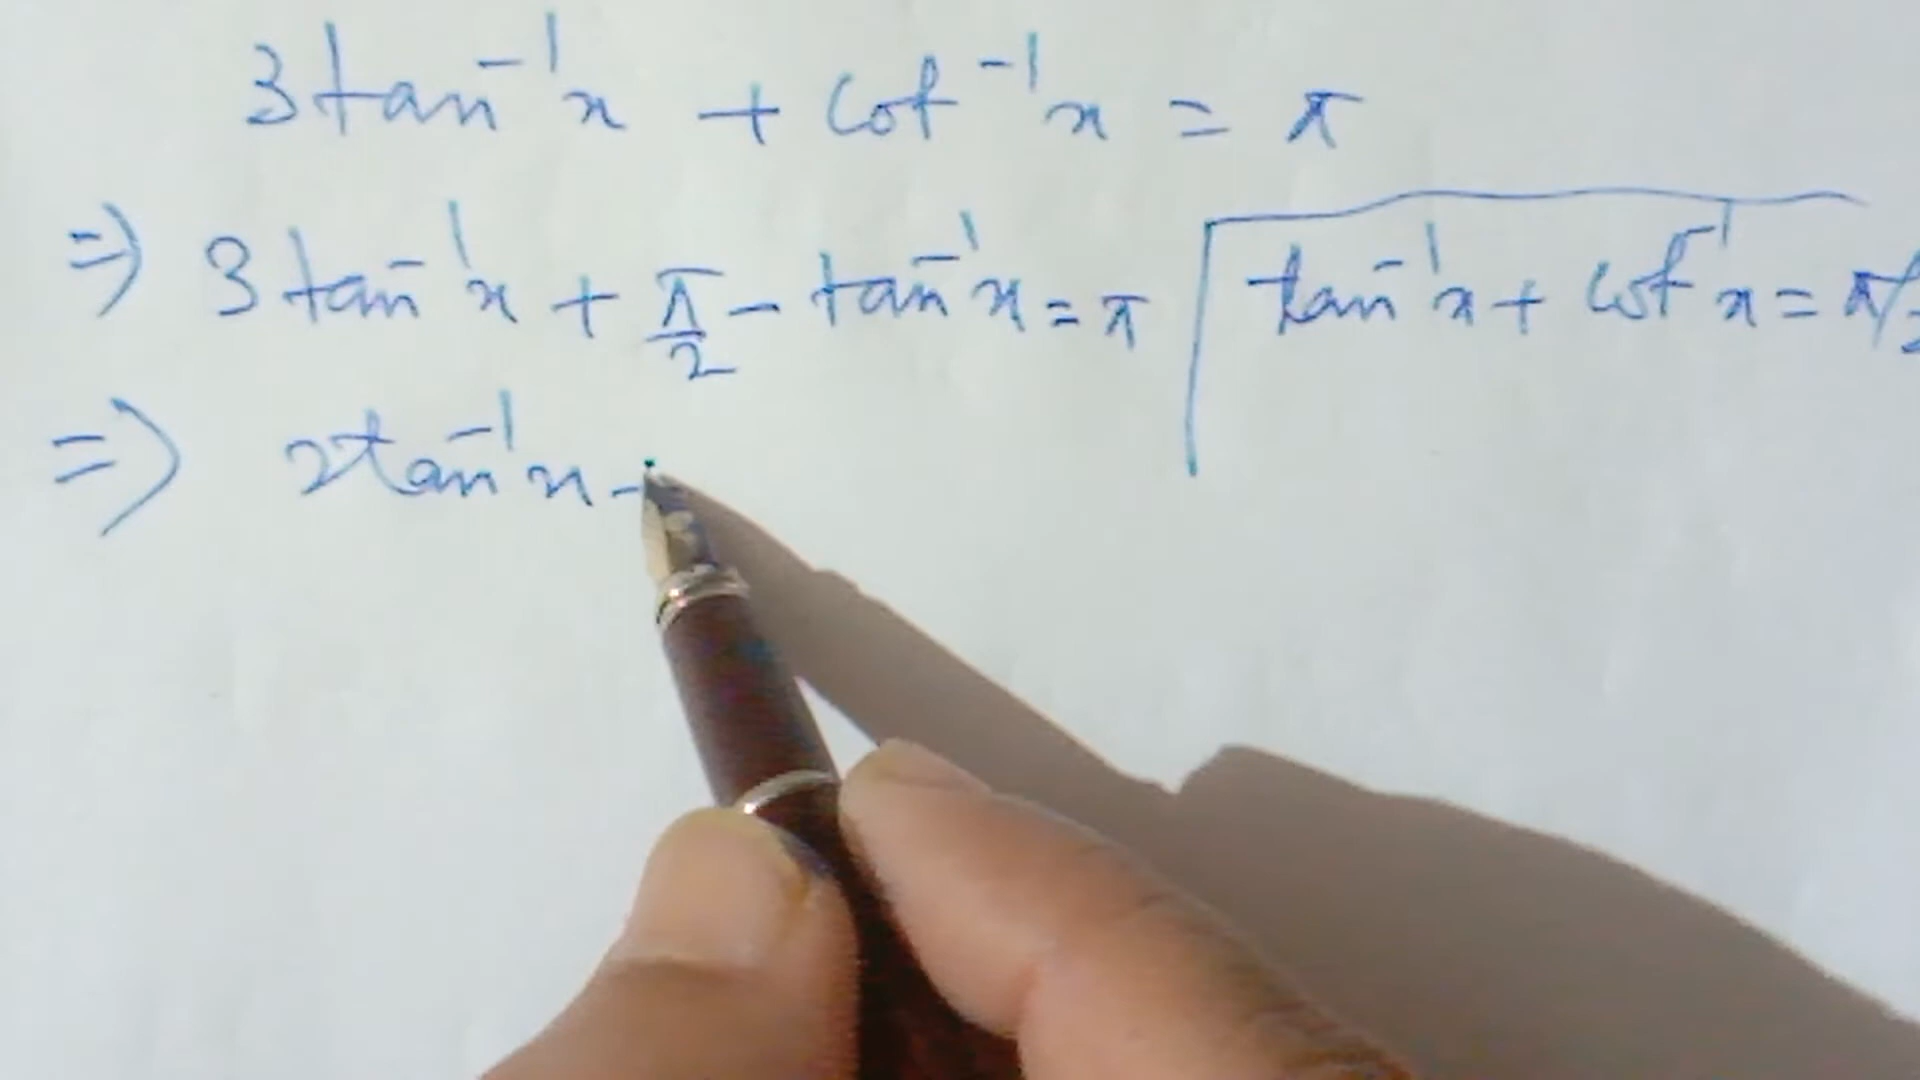 3tan⁻¹x + cot⁻¹x = π
⇒ 3tan⁻¹x + π/2 - tan⁻¹x = π
tan⁻¹x + cot⁻¹x = π/2
⇒ 2tan⁻¹x -